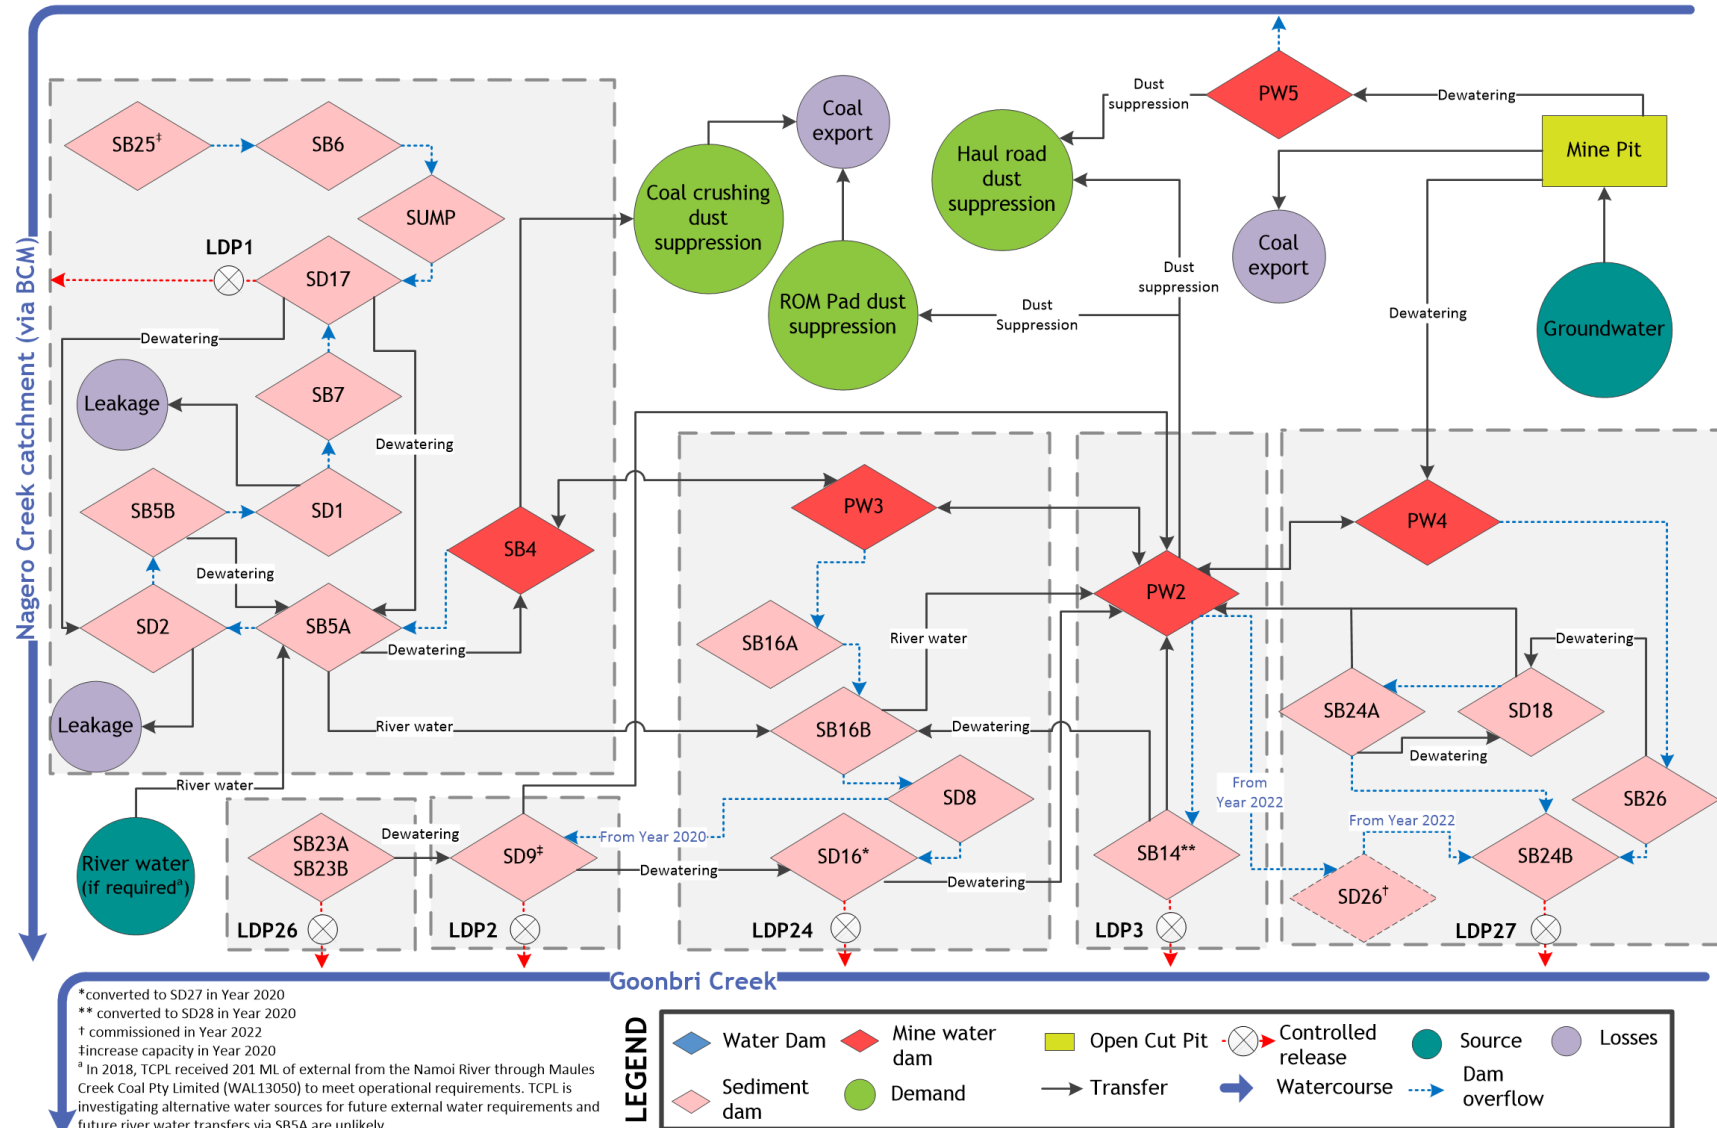 Nagero Creek catchment (via BCM)
SB25‡
SB6
SUMP
LDP1
SD17
Dewatering
SB7
Leakage
Dewatering
SB5B
SD1
Dewatering
SD2
SB5A
Dewatering
SB4
Leakage
River water
River water
River water
(if required^a)
Coal
export
Coal crushing
dust
suppression
ROM Pad dust
suppression
Haul road
dust
suppression
Dust
suppression
PW5
Dewatering
Mine Pit
Coal
export
Groundwater
Dust
suppression
Dust
Suppression
Dewatering
PW3
SB16A
River water
SB16B
Dewatering
SD8
From Year 2020
SD16*
Dewatering
Dewatering
LDP24
SB23A
SB23B
Dewatering
LDP26
SD9‡
LDP2
PW2
From
Year 2022
SB14**
LDP3
PW4
Dewatering
SB24A
SD18
Dewatering
SB26
From Year 2022
SB24B
SD26†
LDP27
Goonbri Creek
*converted to SD27 in Year 2020
** converted to SD28 in Year 2020
† commissioned in Year 2022
‡increase capacity in Year 2020
a In 2018, TCPL received 201 ML of external from the Namoi River through Maules
Creek Coal Pty Limited (WAL13050) to meet operational requirements. TCPL is
investigating alternative water sources for future external water requirements and
future river water transfers via SB5A are unlikely
LEGEND
Water Dam
Mine water
dam
Open Cut Pit
Controlled
release
Source
Losses
Sediment
dam
Demand
Transfer
Watercourse
Dam
overflow